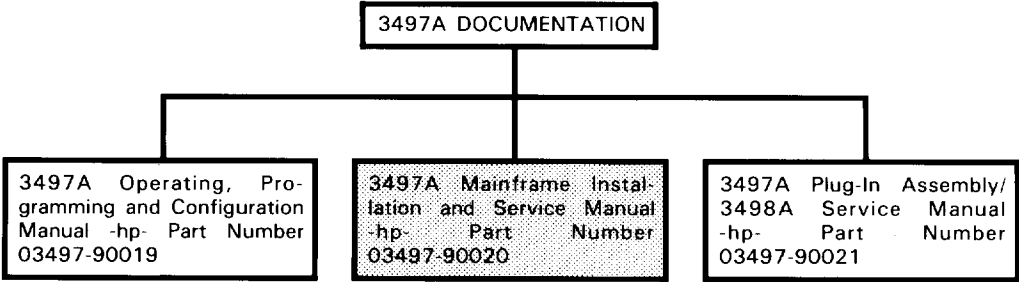 3497A DOCUMENTATION
3497A Operating, Pro-
gramming and Configuration
Manual -hp- Part Number
03497-90019
3497A Mainframe Instal-
lation and Service Manual
-hp- Part Number
03497-90020
3497A Plug-In Assembly/
3498A Service Manual
-hp- Part Number
03497-90021